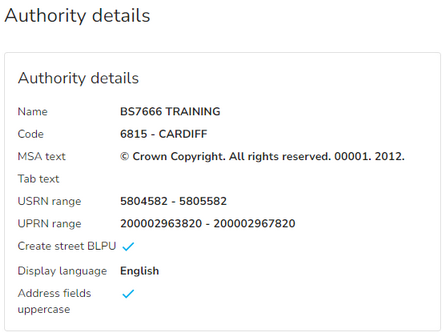 Authority details
Authority details
Name BS7666 TRAINING
Code 6815 - CARDIFF
MSA text © Crown Copyright. All rights reserved. 00001. 2012.
Tab text
USRN range 5804582 - 5805582
UPRN range 200002963820 - 200002967820
Create street BLPU
Display language English
Address fields
uppercase